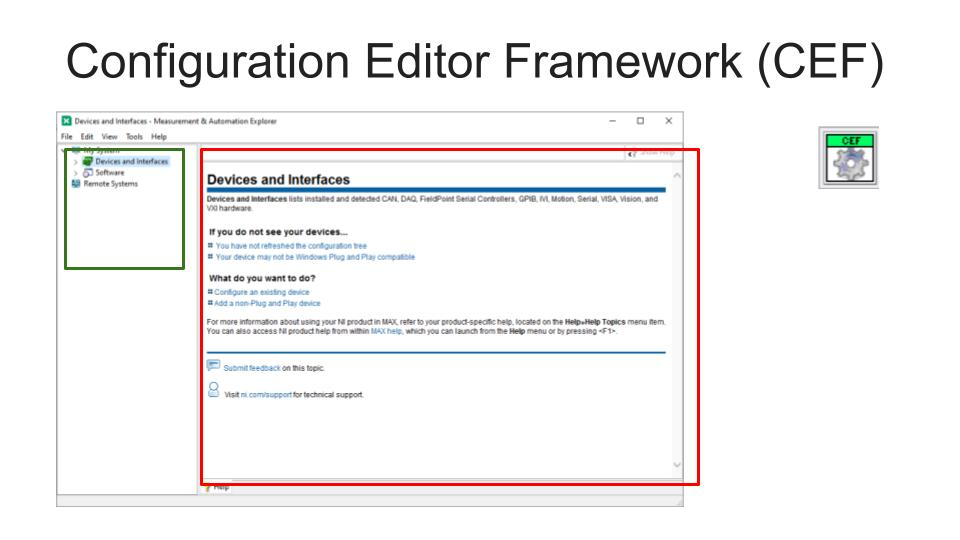 Configuration Editor Framework (CEF)
Devices and Interfaces - Measurement & Automation Explorer
File Edit View Tools Help
My System
Devices and Interfaces
Software
Remote Systems
Show Help
CEF
Devices and Interfaces
Devices and Interfaces lists installed and detected CAN, DAQ, FieldPoint Serial Controllers, GPIB, IVI, Motion, Serial, VISA, Vision, and
VXI hardware.
If you do not see your devices...
You have not refreshed the configuration tree
Your device may not be Windows Plug and Play compatible
What do you want to do?
Configure an existing device
Add a non-Plug and Play device
For more information about using your NI product in MAX, refer to your product-specific help, located on the Help»Help Topics menu item.
You can also access NI product help from within MAX help, which you can launch from the Help menu or by pressing <F1>.
Submit feedback on this topic.
Visit ni.com/support for technical support.
Help